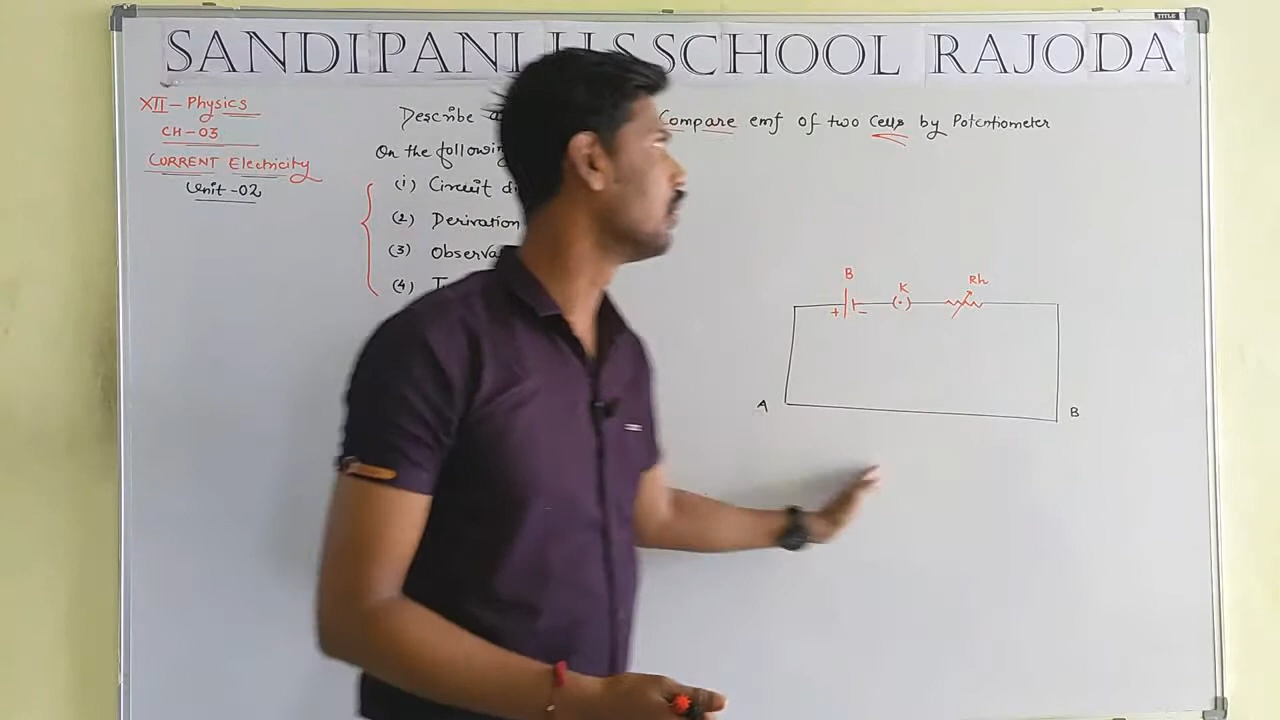 TITLE
SANDIPANI H S SCHOOL RAJODA
XII - Physics
CH-03
CURRENT Electricity
Unit-02
Describe
Compare emf of two Cells by Potentiometer
On the following
(1) Circuit
(2) Derivation
(3)
(4)
B
K
Rh
+ -
A
B